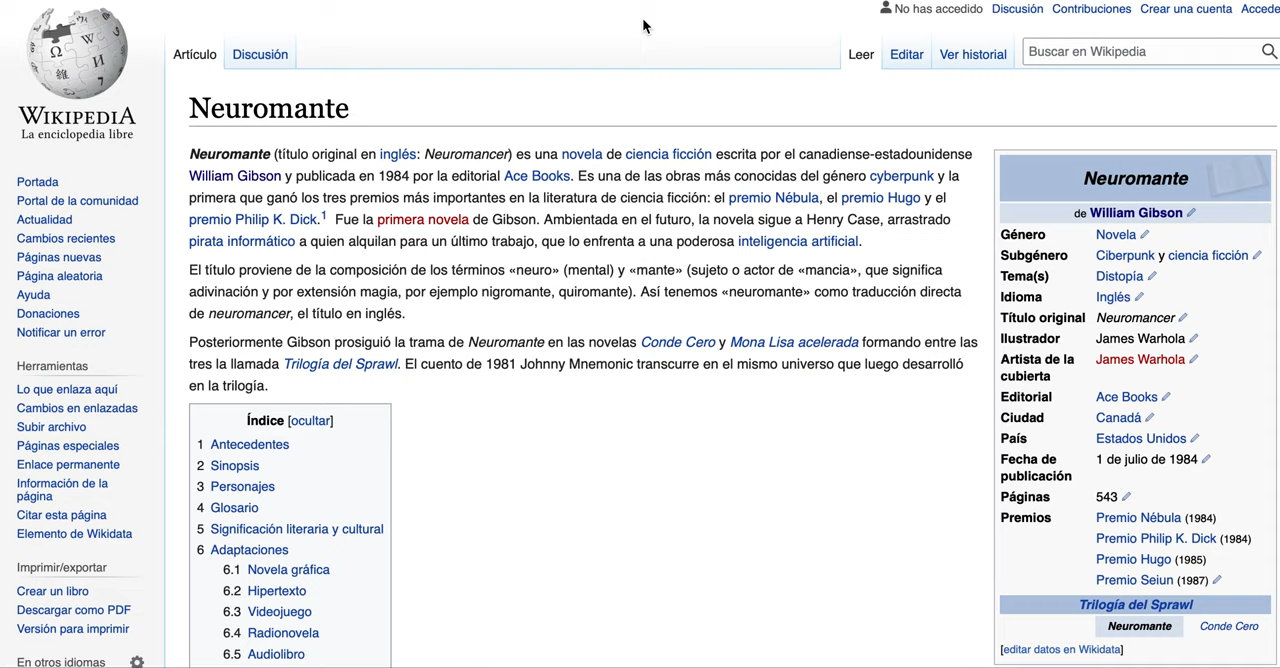 No has accedido Discusión Contribuciones Crear una cuenta Accede
Artículo Discusión Leer Editar Ver historial Buscar en Wikipedia
WIKIPEDIA
La enciclopedia libre
Portada
Portal de la comunidad
Actualidad
Cambios recientes
Páginas nuevas
Página aleatoria
Ayuda
Donaciones
Notificar un error
Herramientas
Lo que enlaza aquí
Cambios en enlazadas
Subir archivo
Páginas especiales
Enlace permanente
Información de la
página
Citar esta página
Elemento de Wikidata
Imprimir/exportar
Crear un libro
Descargar como PDF
Versión para imprimir
En otros idiomas
Neuromante
Neuromante (título original en inglés: Neuromancer) es una novela de ciencia ficción escrita por el canadiense-estadounidense
William Gibson y publicada en 1984 por la editorial Ace Books. Es una de las obras más conocidas del género cyberpunk y la
primera que ganó los tres premios más importantes en la literatura de ciencia ficción: el premio Nébula, el premio Hugo y el
premio Philip K. Dick.1 Fue la primera novela de Gibson. Ambientada en el futuro, la novela sigue a Henry Case, arrastrado
pirata informático a quien alquilan para un último trabajo, que lo enfrenta a una poderosa inteligencia artificial.
El título proviene de la composición de los términos «neuro» (mental) y «mante» (sujeto o actor de «mancia», que significa
adivinación y por extensión magia, por ejemplo nigromante, quiromante). Así tenemos «neuromante» como traducción directa
de neuromancer, el título en inglés.
Posteriormente Gibson prosiguió la trama de Neuromante en las novelas Conde Cero y Mona Lisa acelerada formando entre las
tres la llamada Trilogía del Sprawl. El cuento de 1981 Johnny Mnemonic transcurre en el mismo universo que luego desarrolló
en la trilogía.
Índice [ocultar]
1 Antecedentes
2 Sinopsis
3 Personajes
4 Glosario
5 Significación literaria y cultural
6 Adaptaciones
6.1 Novela gráfica
6.2 Hipertexto
6.3 Videojuego
6.4 Radionovela
6.5 Audiolibro
Neuromante
de William Gibson
Género Novela
Subgénero Ciberpunk y ciencia ficción
Tema(s) Distopía
Idioma Inglés
Título original Neuromancer
Ilustrador James Warhola
Artista de la James Warhola
cubierta
Editorial Ace Books
Ciudad Canadá
País Estados Unidos
Fecha de 1 de julio de 1984
publicación
Páginas 543
Premios Premio Nébula (1984)
Premio Philip K. Dick (1984)
Premio Hugo (1985)
Premio Seiun (1987)
Trilogía del Sprawl
Neuromante Conde Cero
[editar datos en Wikidata]